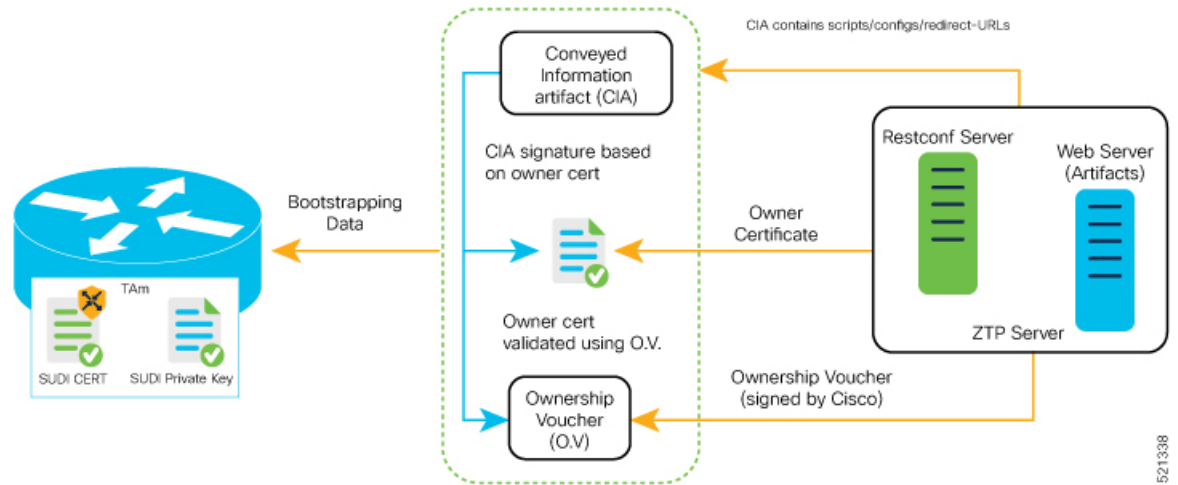 CIA contains scripts/configs/redirect-URLs
Conveyed
Information
artifact (CIA)
Restconf Server
Web Server
(Artifacts)
CIA signature based
on owner cert
Bootstrapping
Data
Owner
Certificate
TAm
Owner cert
validated using O.V.
ZTP Server
SUDI CERT
SUDI Private Key
Ownership Voucher
(signed by Cisco)
Ownership
Voucher
(O.V)
521338